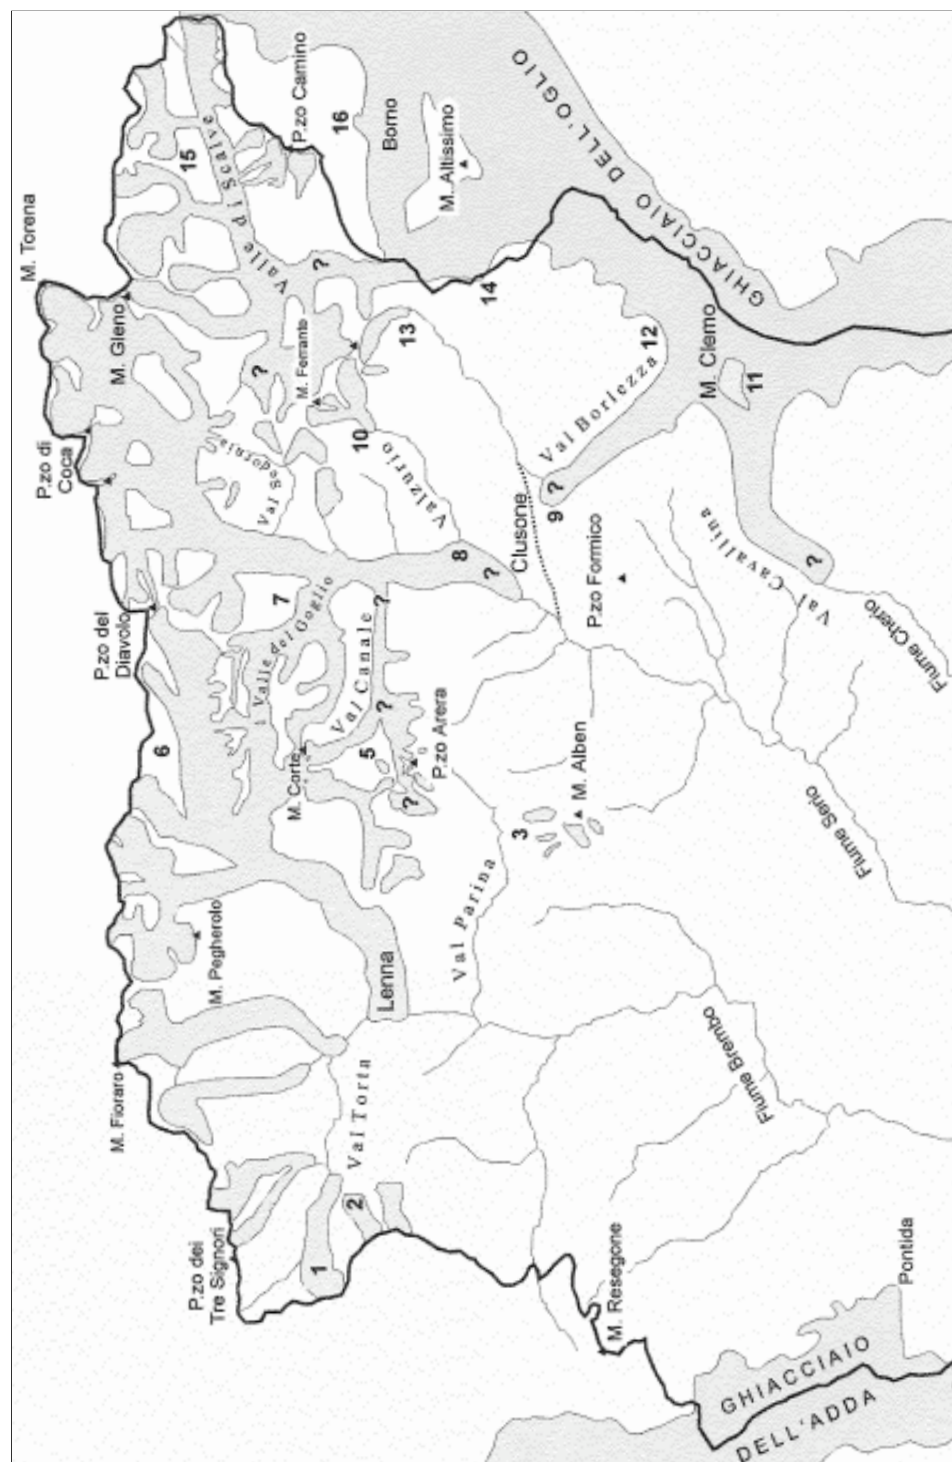 M. Torena
P.zo di
Coca
M. Gleno
P.zo del
Diavolo
M. Fioraro
P.zo dei
Tre Signori
M. Pegherolo
6
15
Valle di Scalve
P.zo Camino
16
Borno
M. Altissimo
GHIACCIAIO DELL'OGLIO
?
?
M. Ferrante
13
14
Val Sedornia
10
Valzurio
7
Valle del Goglio
Val Canale
?
?
?
M. Corte
5
P.zo Arera
8
?
Clusone
9
?
Val Borlezza
12
M. Clemo
11
Val Cavallina
?
Fiume Cherio
P.zo Formico
M. Alben
3
Val Parina
Lenna
Val Torta
1
2
Fiume Serio
Fiume Brembo
M. Resegone
Pontida
GHIACCIAIO
DELL'ADDA